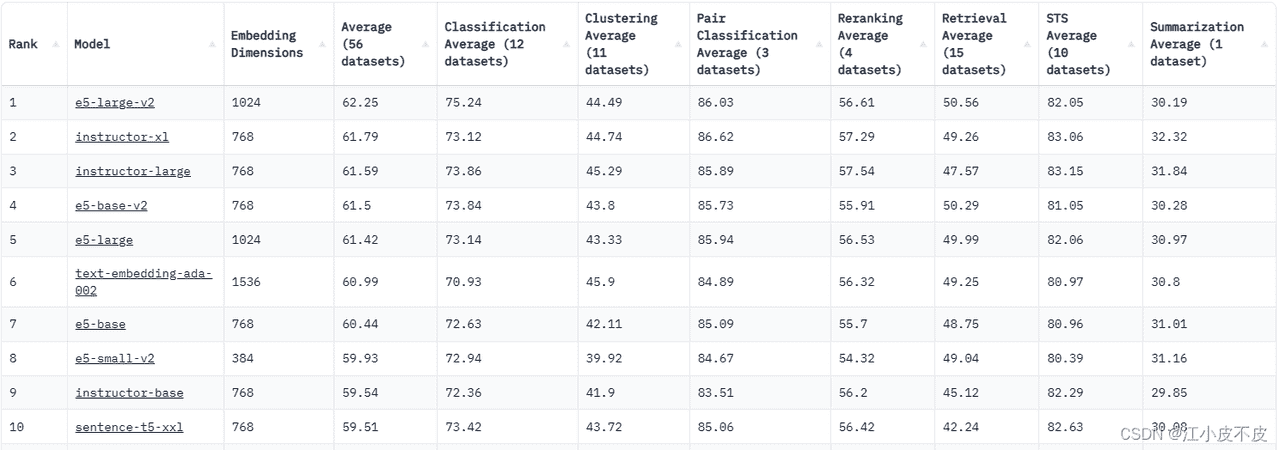 Rank Model Embedding Dimensions Average (56 datasets) Classification Average (12 datasets) Clustering Average (11 datasets) Pair Classification Average (3 datasets) Reranking Average (4 datasets) Retrieval Average (15 datasets) STS Average (10 datasets) Summarization Average (1 dataset)
1 e5-large-v2 1024 62.25 75.24 44.49 86.03 56.61 50.56 82.05 30.19
2 instructor-xl 768 61.79 73.12 44.74 86.62 57.29 49.26 83.06 32.32
3 instructor-large 768 61.59 73.86 45.29 85.89 57.54 47.57 83.15 31.84
4 e5-base-v2 768 61.5 73.84 43.8 85.73 55.91 50.29 81.05 30.28
5 e5-large 1024 61.42 73.14 43.33 85.94 56.53 49.99 82.06 30.97
6 text-embedding-ada-002 1536 60.99 70.93 45.9 84.89 56.32 49.25 80.97 30.8
7 e5-base 768 60.44 72.63 42.11 85.09 55.7 48.75 80.96 31.01
8 e5-small-v2 384 59.93 72.94 39.92 84.67 54.32 49.04 80.39 31.16
9 instructor-base 768 59.54 72.36 41.9 83.51 56.2 45.12 82.29 29.85
10 sentence-t5-xxl 768 59.51 73.42 43.72 85.06 56.42 42.24 82.63 30.08
CSDN @江小皮不皮